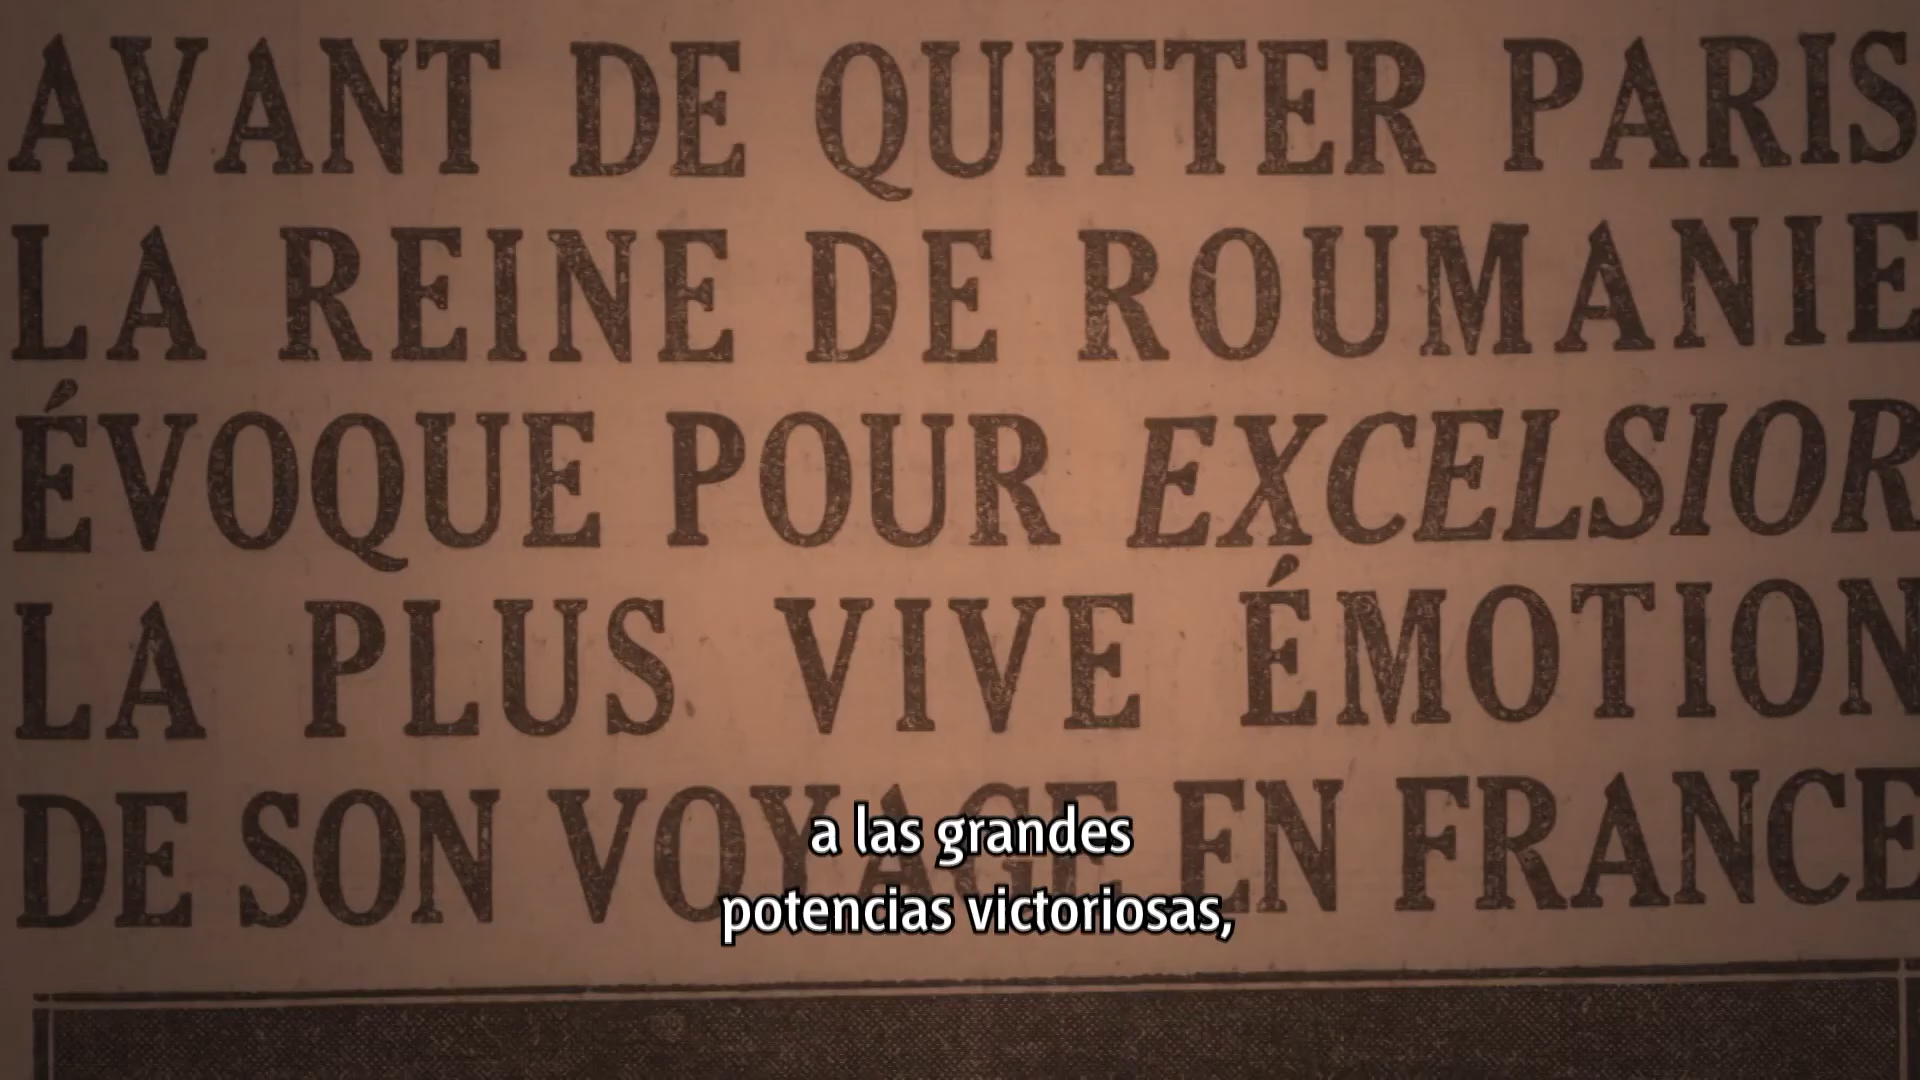 AVANT DE QUITTER PARIS
LA REINE DE ROUMANIE
ÉVOQUE POUR EXCELSIOR
LA PLUS VIVE ÉMOTION
DE SON VOYAGE EN FRANCE
a las grandes
potencias victoriosas,